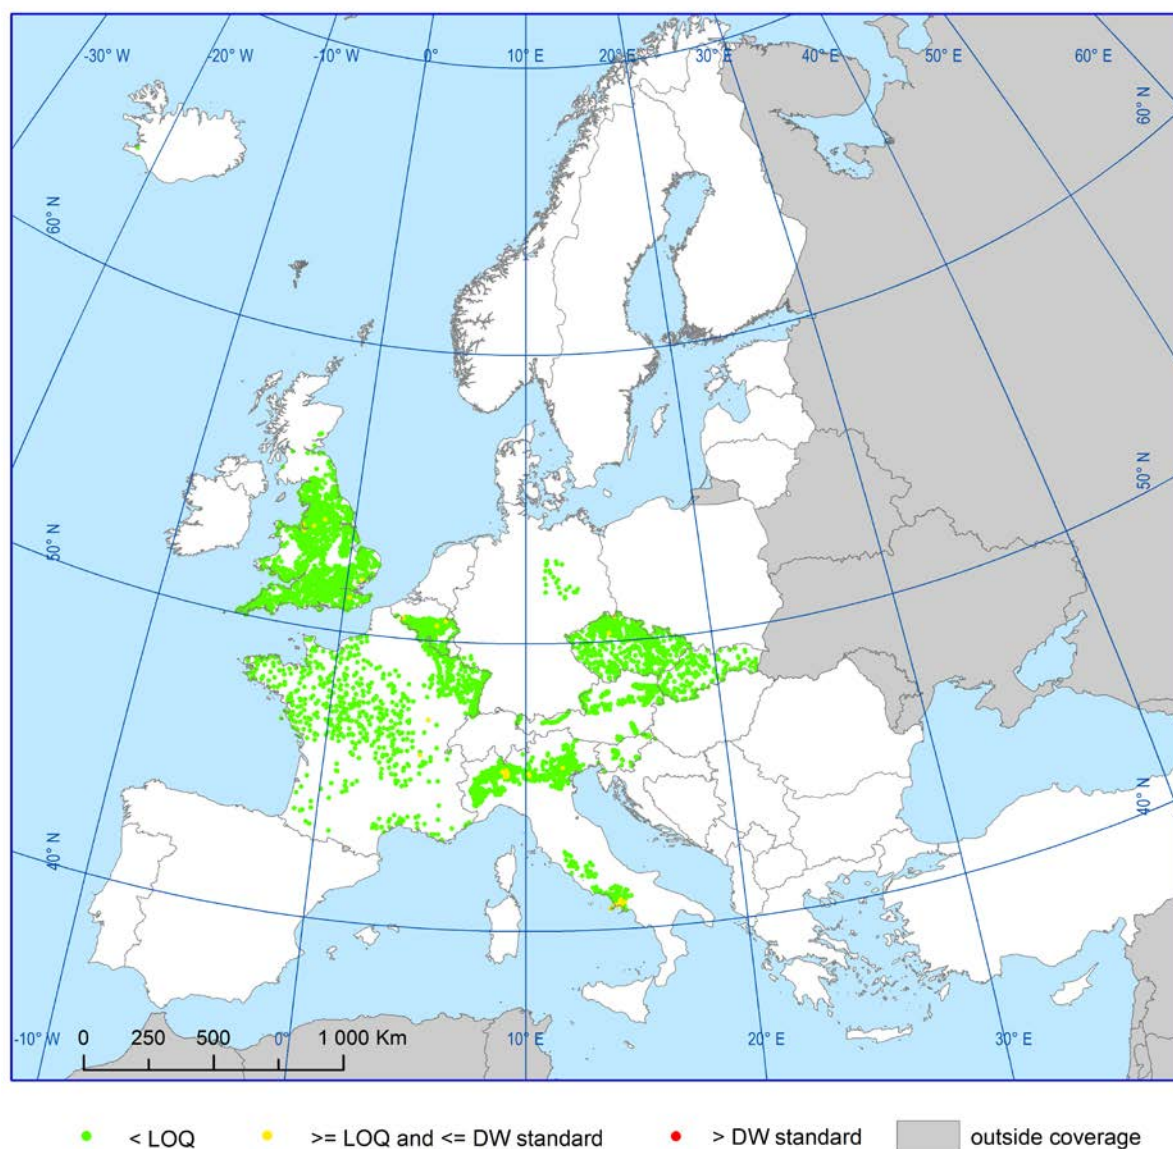 -30° W -20° W -10° W 0° 10° E 20° E 30° E 40° E 50° E 60° E
60° N
60° N
50° N
50° N
40° N
40° N
-10° W 0° 10° E 20° E 30° E
0 250 500 1 000 Km
< LOQ >= LOQ and <= DW standard > DW standard outside coverage